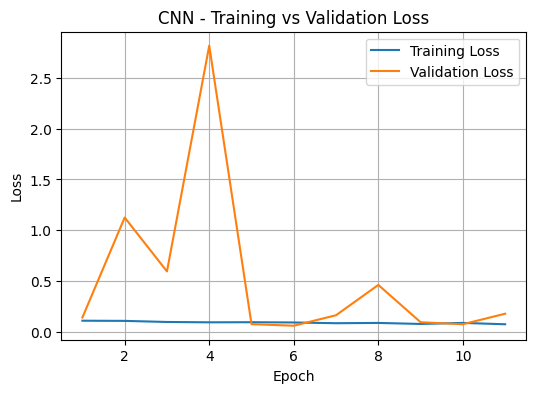 CNN - Training vs Validation Loss
Training Loss
Validation Loss
2.5
2.0
1.5
1.0
0.5
0.0
Loss
2 4 6 8 10
Epoch